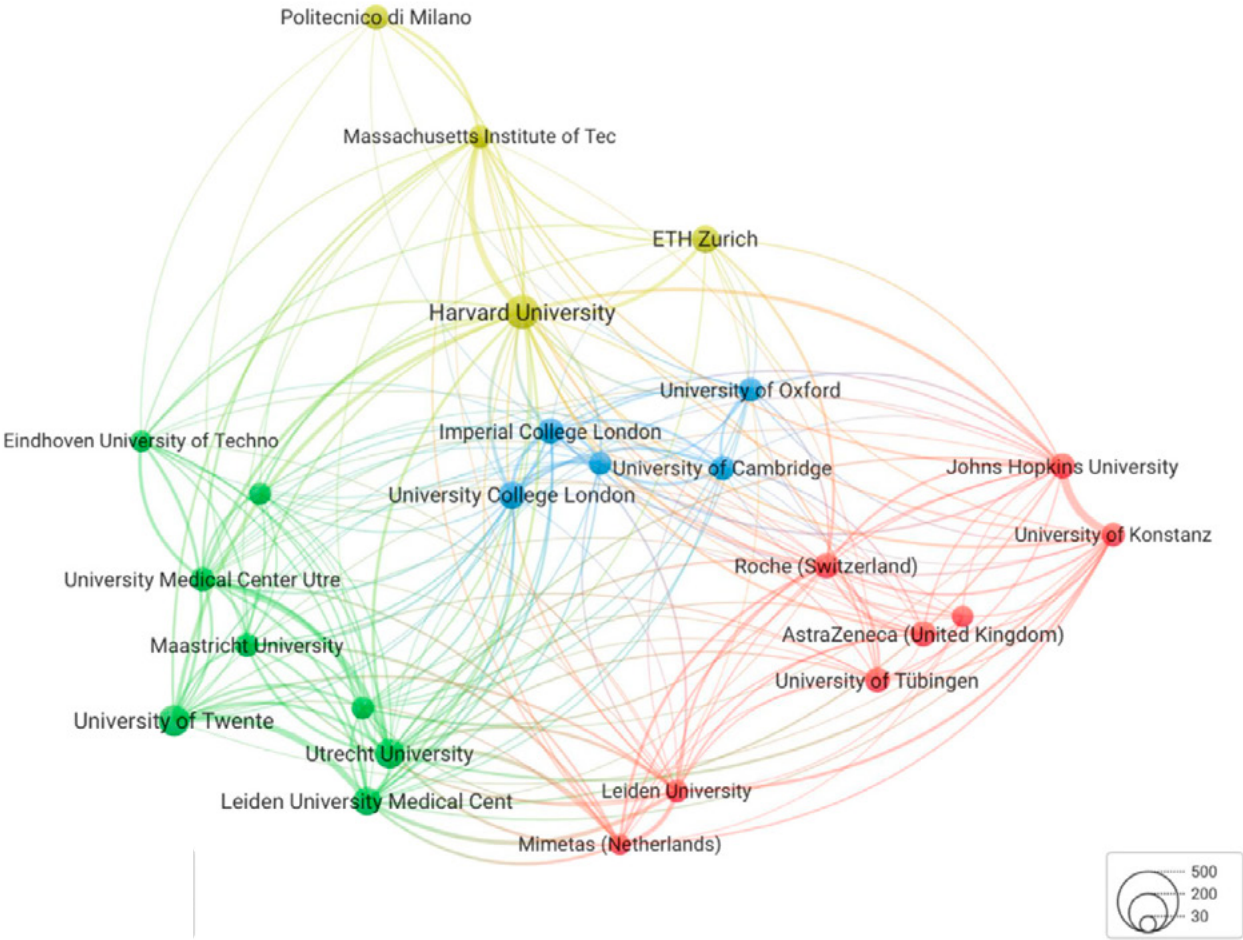 Politecnico di Milano
Massachusetts Institute of Tec
ETH Zurich
Harvard University
University of Oxford
Imperial College London
Eindhoven University of Techno
University of Cambridge
Johns Hopkins University
University College London
University of Konstanz
Roche (Switzerland)
University Medical Center Utre
AstraZeneca (United Kingdom)
Maastricht University
University of Tübingen
University of Twente
Utrecht University
Leiden University
Leiden University Medical Cent
Mimetas (Netherlands)
500
200
30